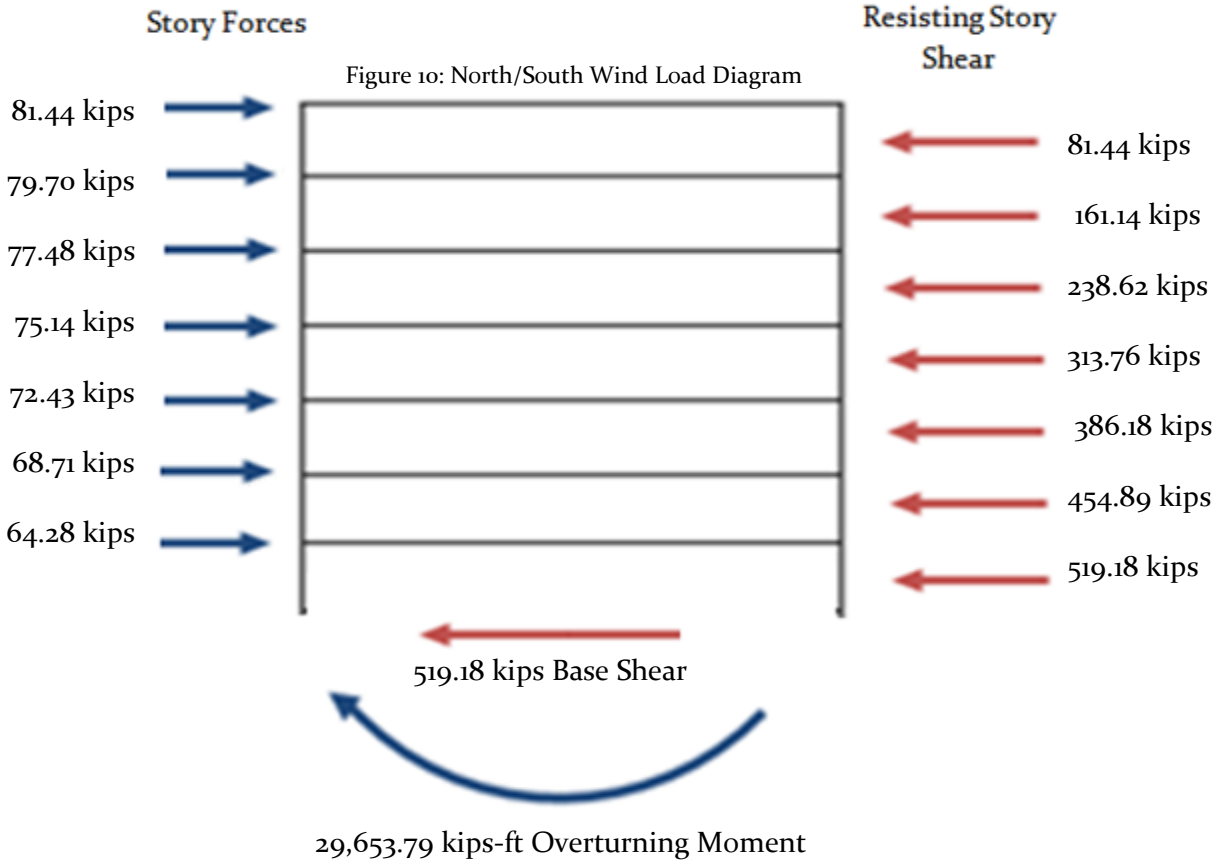 Story Forces
Resisting Story
Shear
Figure 10: North/South Wind Load Diagram
81.44 kips
79.70 kips
77.48 kips
75.14 kips
72.43 kips
68.71 kips
64.28 kips
81.44 kips
161.14 kips
238.62 kips
313.76 kips
386.18 kips
454.89 kips
519.18 kips
519.18 kips Base Shear
29,653.79 kips-ft Overturning Moment